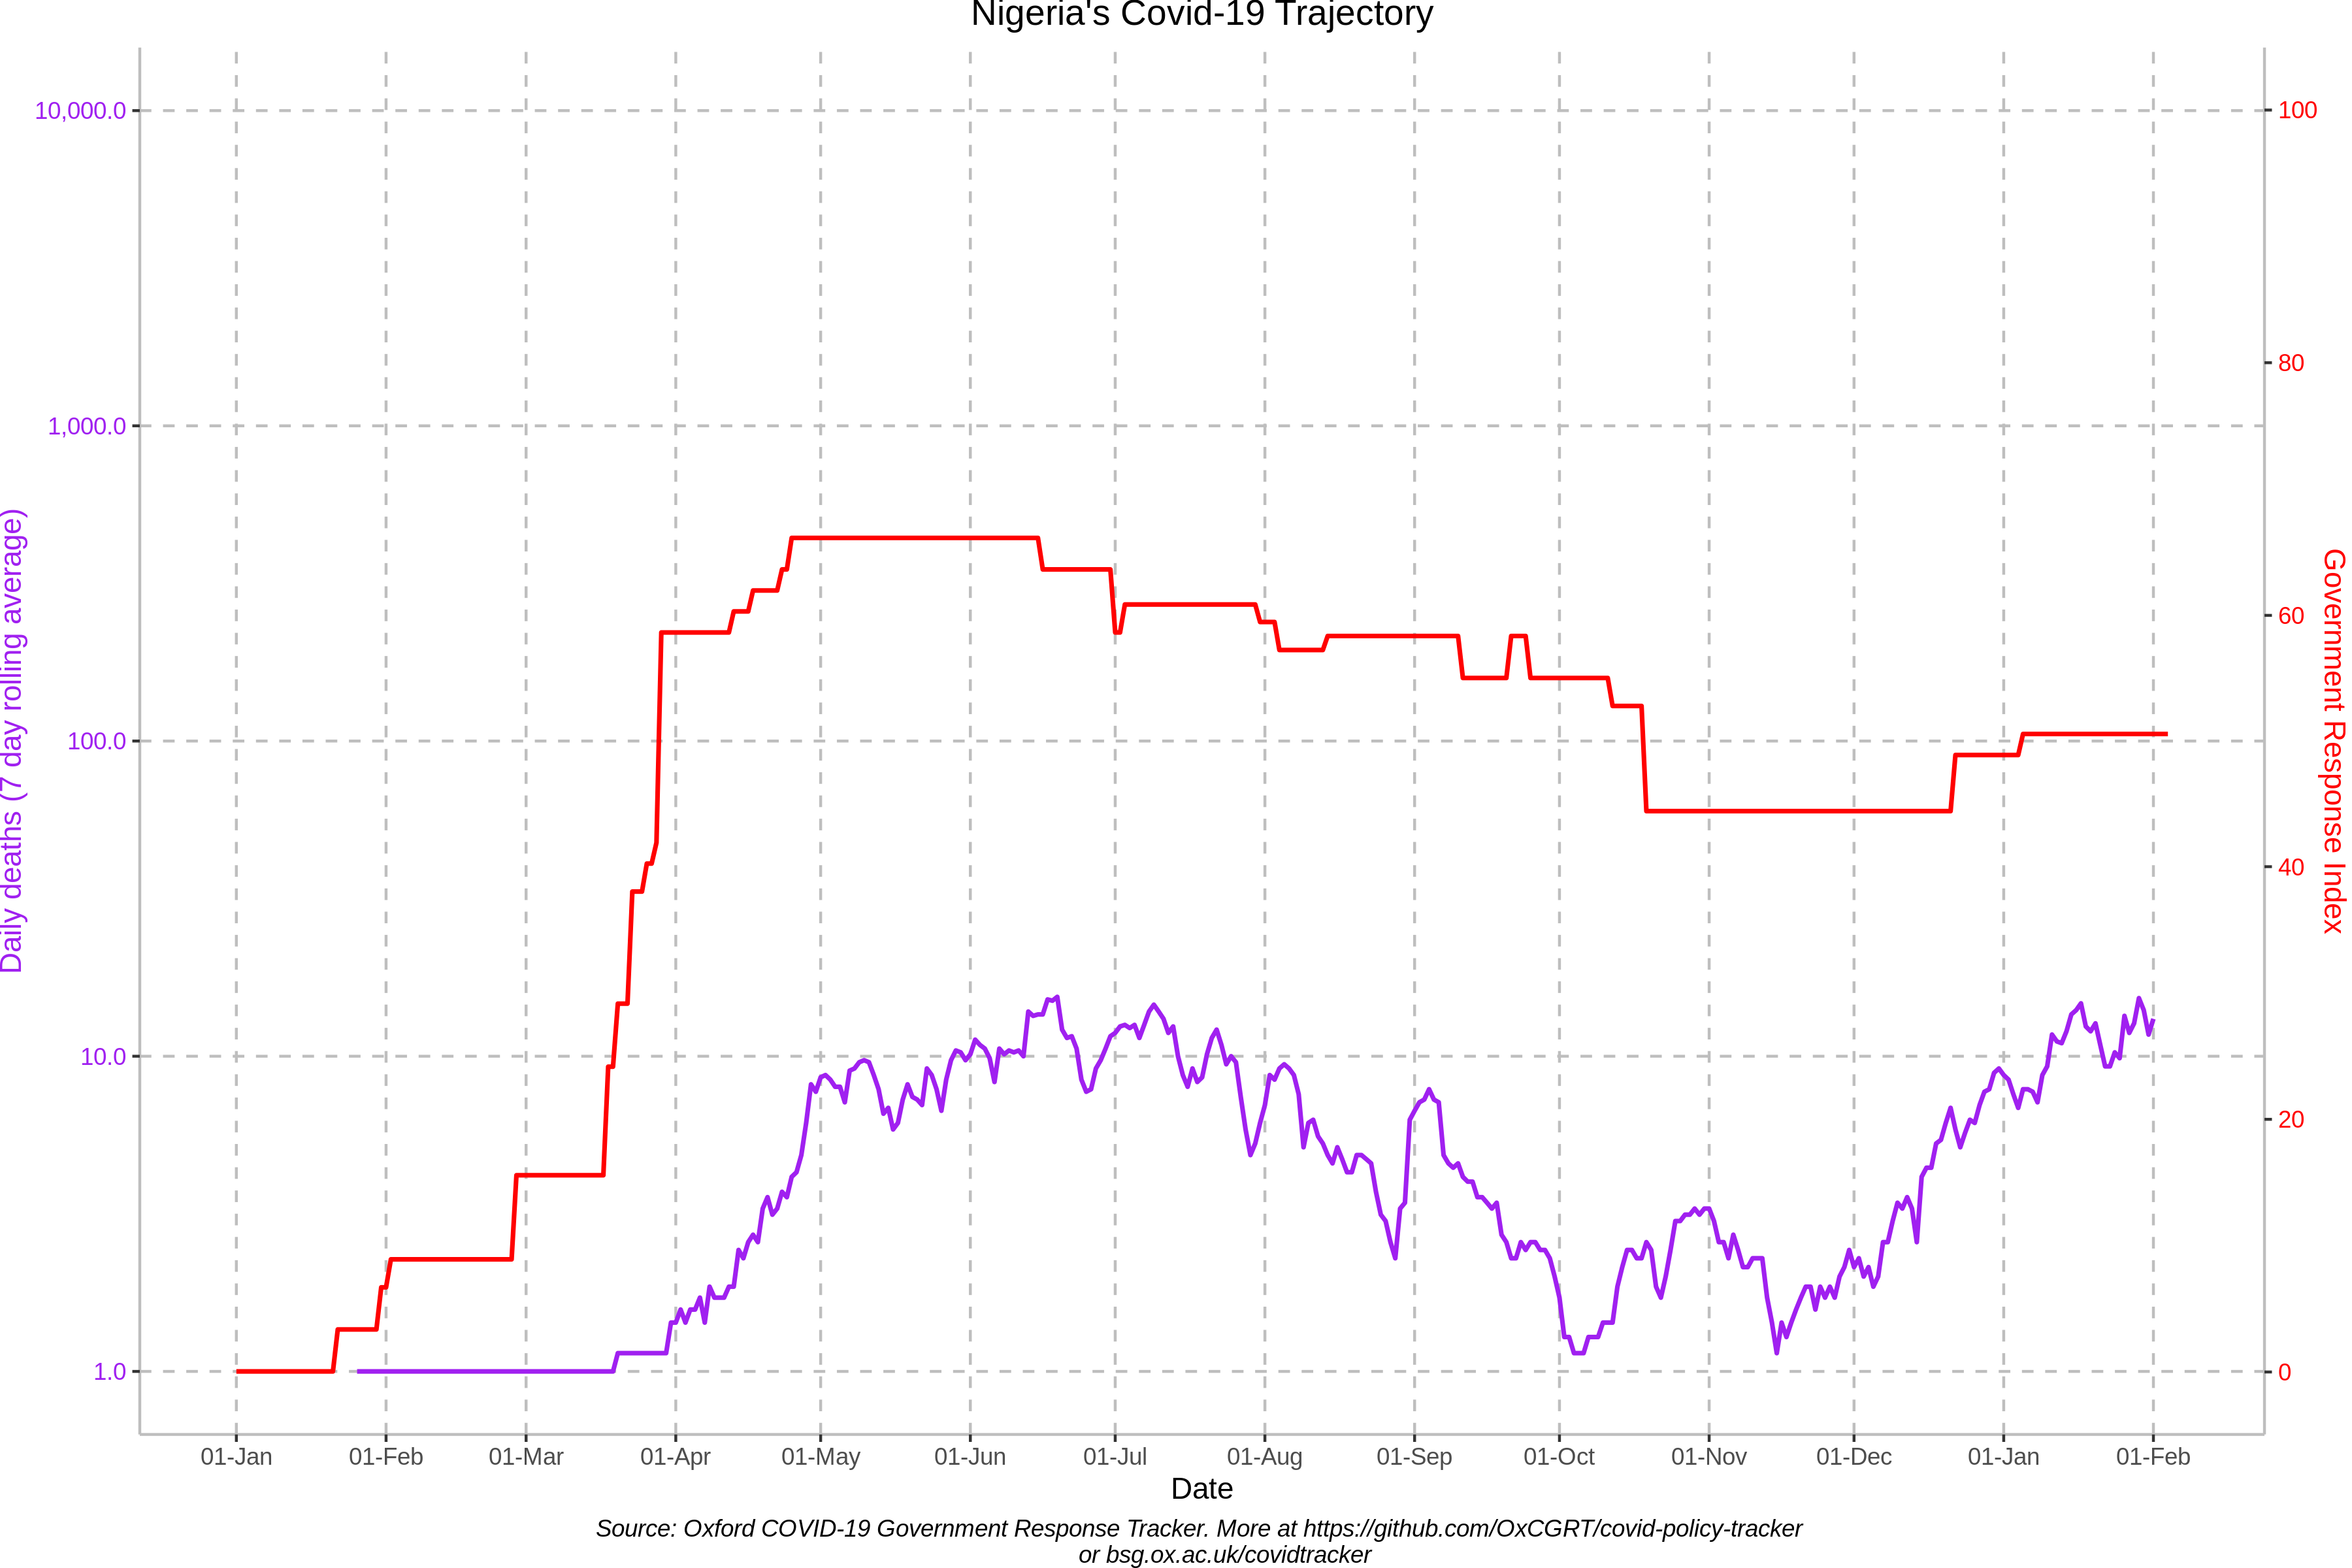 Nigeria's Covid-19 Trajectory
10,000.0
1,000.0
100.0
10.0
1.0
Daily deaths (7 day rolling average)
100
80
60
40
20
0
Government Response Index
01-Jan 01-Feb 01-Mar 01-Apr 01-May 01-Jun 01-Jul 01-Aug 01-Sep 01-Oct 01-Nov 01-Dec 01-Jan 01-Feb
Date
Source: Oxford COVID-19 Government Response Tracker. More at https://github.com/OxCGRT/covid-policy-tracker
or bsg.ox.ac.uk/covidtracker